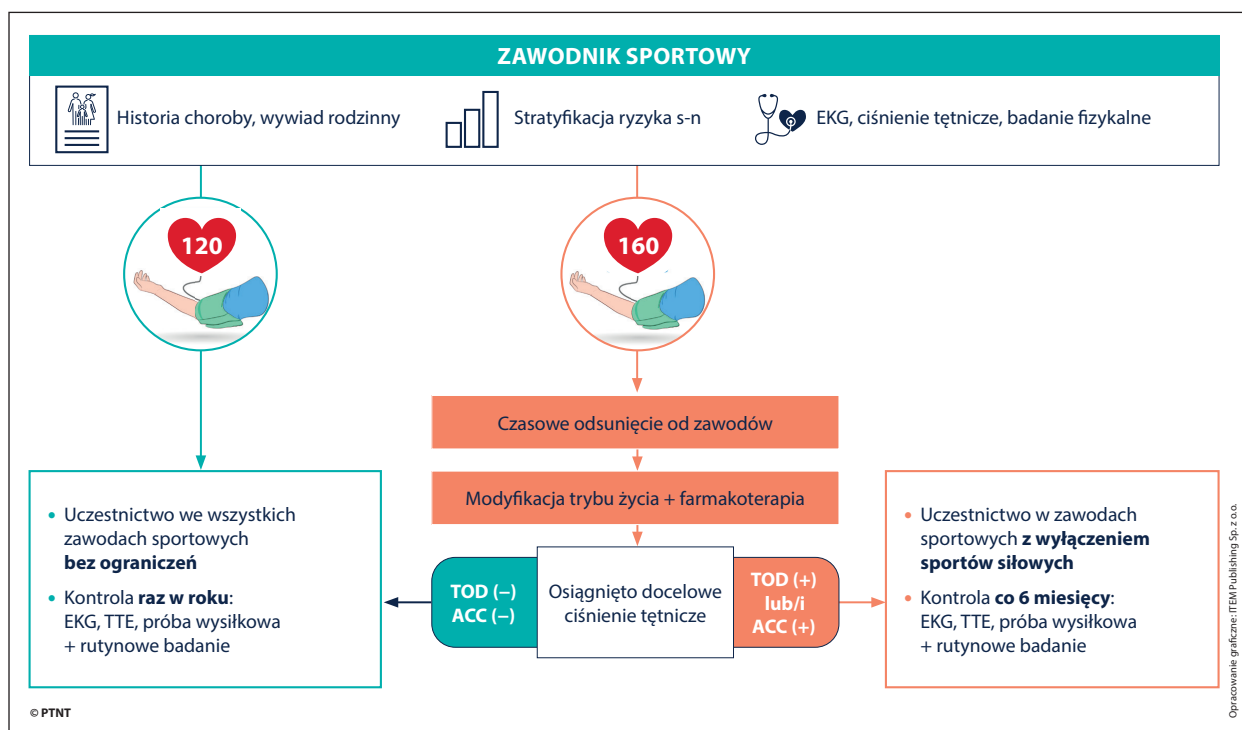 ZAWODNIK SPORTOWY
Historia choroby, wywiad rodzinny
Stratyfikacja ryzyka s-n
EKG, ciśnienie tętnicze, badanie fizykalne
120
160
Czasowe odsunięcie od zawodów
Modyfikacja trybu życia + farmakoterapia
• Uczestnictwo we wszystkich
zawodach sportowych
bez ograniczeń
• Kontrola raz w roku:
EKG, TTE, próba wysiłkowa
+ rutynowe badanie
TOD (–)
ACC (–)
Osiągnięto docelowe
ciśnienie tętnicze
TOD (+)
lub/i
ACC (+)
• Uczestnictwo w zawodach
sportowych z wyłączeniem
sportów siłowych
• Kontrola co 6 miesięcy:
EKG, TTE, próba wysiłkowa
+ rutynowe badanie
© PTNT
Opracowanie graficzne: ITEM Publishing Sp. z o.o.